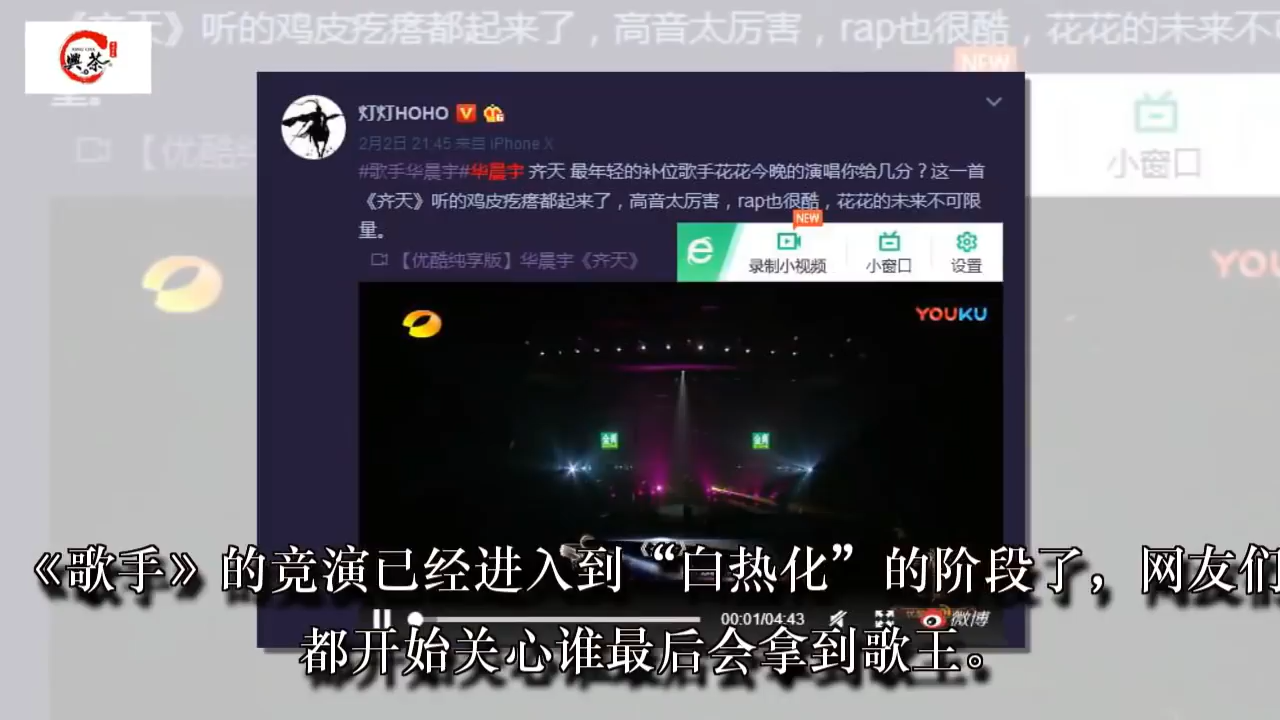 齐天》听的鸡皮疙瘩都起来了，高音太厉害，rap也很酷，花花的未来不
量。
【优酷纯
小窗口
NEW
YOU
興茶
灯灯HOHO
2月2日 21:45 来自 iPhone X
#歌手华晨宇#华晨宇 齐天 最年轻的补位歌手花花今晚的演唱你给几分？这一首
《齐天》听的鸡皮疙瘩都起来了，高音太厉害，rap也很酷，花花的未来不可限
量。
NEW
录制小视频 小窗口 设置
【优酷纯享版】华晨宇《齐天》
YOUKU
《歌手》的竞演已经进入到“白热化”的阶段了，网友们
00:01/04:43
微博
都开始关心谁最后会拿到歌王。